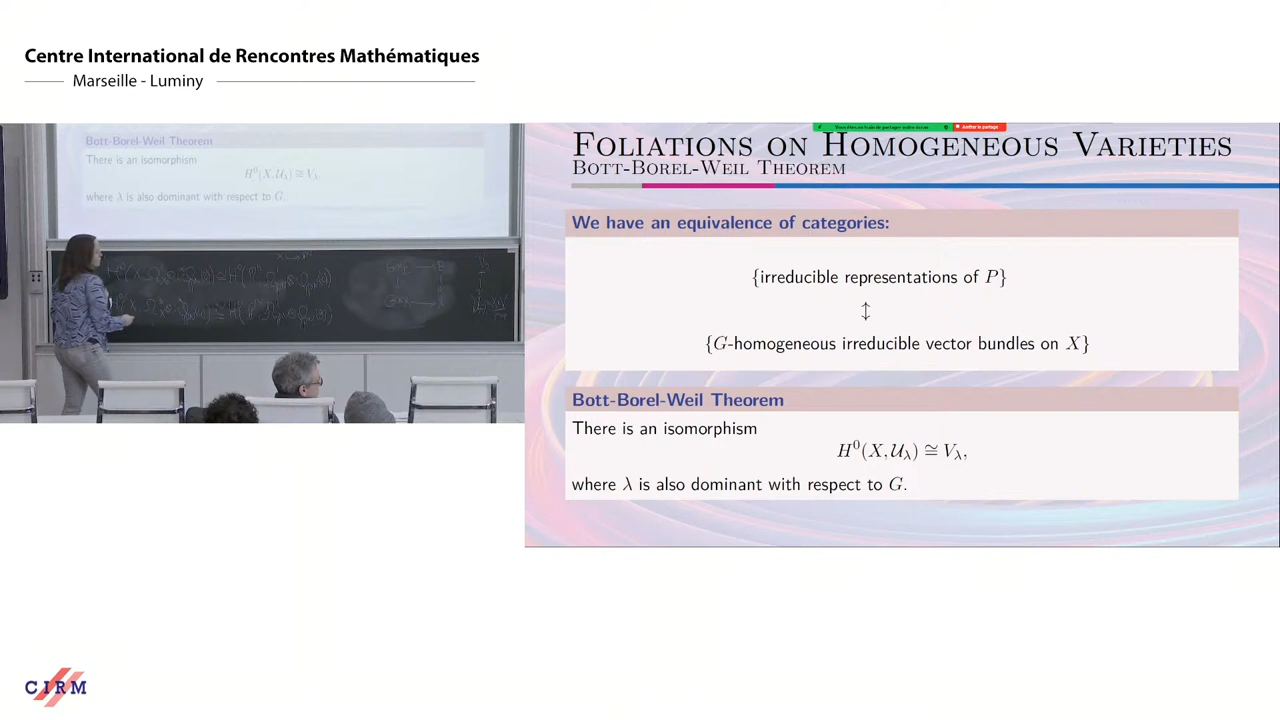 Centre International de Rencontres Mathématiques
Marseille - Luminy
Bott-Borel-Weil Theorem
There is an isomorphism
H⁰(X, 𝒰_λ) ≅ V_λ,
where λ is also dominant with respect to G.
Foliations on Homogeneous Varieties
Bott-Borel-Weil Theorem
We have an equivalence of categories:
{irreducible representations of P}
↕
{G-homogeneous irreducible vector bundles on X}
Bott-Borel-Weil Theorem
There is an isomorphism
H⁰(X, 𝒰_λ) ≅ V_λ,
where λ is also dominant with respect to G.
CIRM